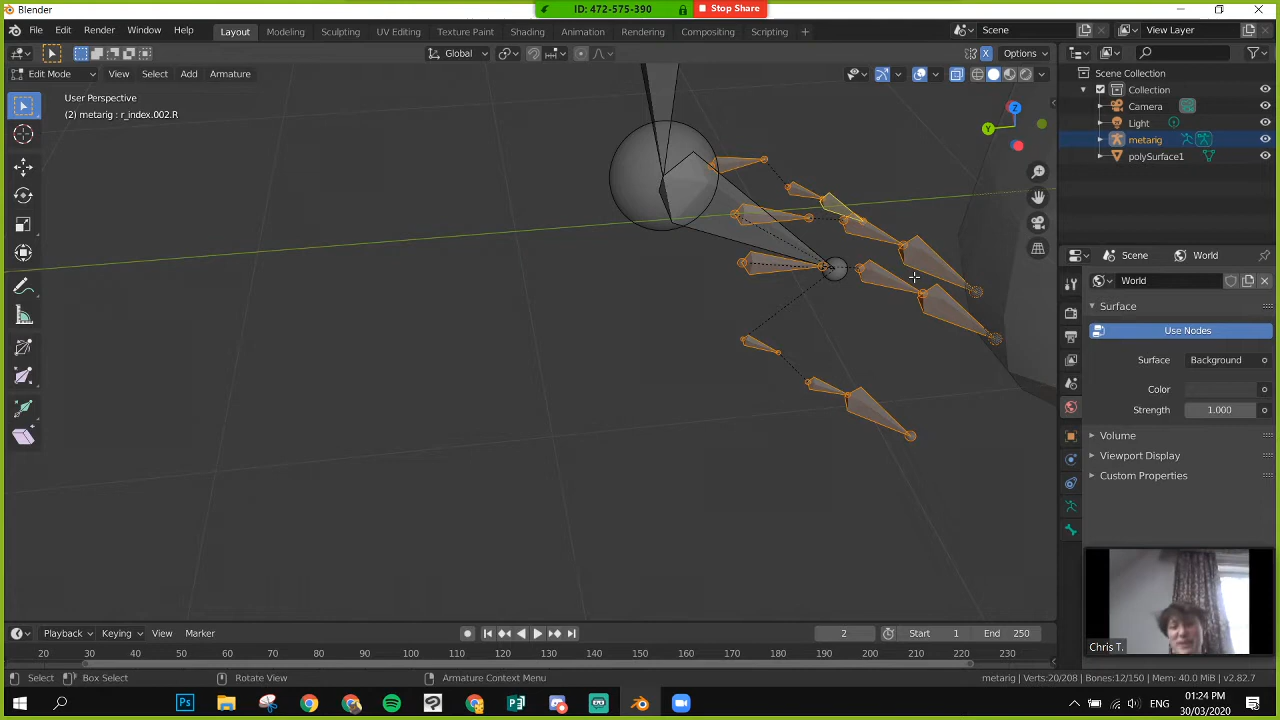 Blender
ID: 472-575-390
Stop Share
File Edit Render Window Help
Layout Modeling Sculpting UV Editing Texture Paint Shading Animation Rendering Compositing Scripting +
Scene
View Layer
Global
X
Options
Edit Mode View Select Add Armature
User Perspective
(2) metarig : r_index.002.R
Z
Y
Scene Collection
Collection
Camera
Light
metarig
polySurface1
Scene
World
World
Surface
Use Nodes
Surface Background
Color
Strength 1.000
Volume
Viewport Display
Custom Properties
Chris T.
Playback Keying View Marker
2
Start 1
End 250
20 30 40 50 60 70 80 90 100 110 120 130 140 150 160 170 180 190 200 210 220 230 240 250
Select Box Select Rotate View Armature Context Menu
metarig | Verts:20/208 | Bones:12/150 | Mem: 40.0 MiB | v2.82.7
Ps
ENG
01:24 PM
30/03/2020